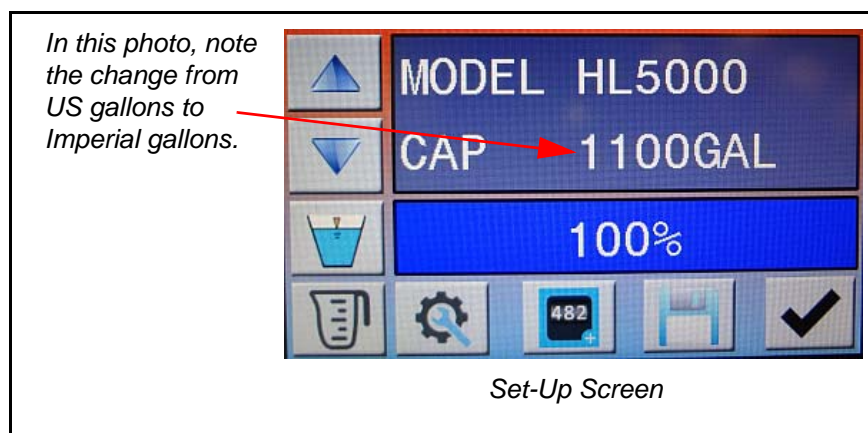 In this photo, note
the change from
US gallons to
Imperial gallons.
MODEL HL5000
CAP 1100GAL
100%
482
Set-Up Screen